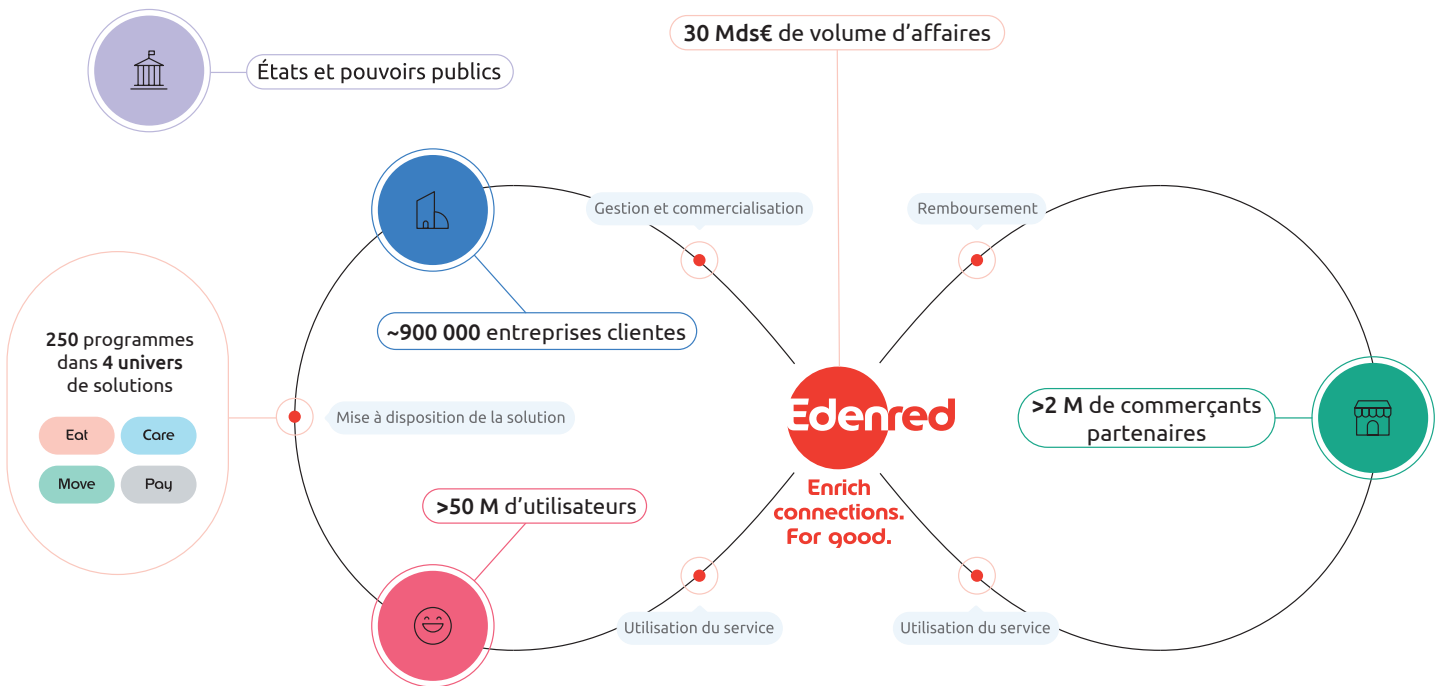 30 Mds€ de volume d’affaires
États et pouvoirs publics
Gestion et commercialisation
Remboursement
~900 000 entreprises clientes
250 programmes
dans 4 univers
de solutions
Eat
Care
Move
Pay
Mise à disposition de la solution
Edenred
Enrich
connections.
For good.
>2 M de commerçants
partenaires
>50 M d’utilisateurs
Utilisation du service
Utilisation du service